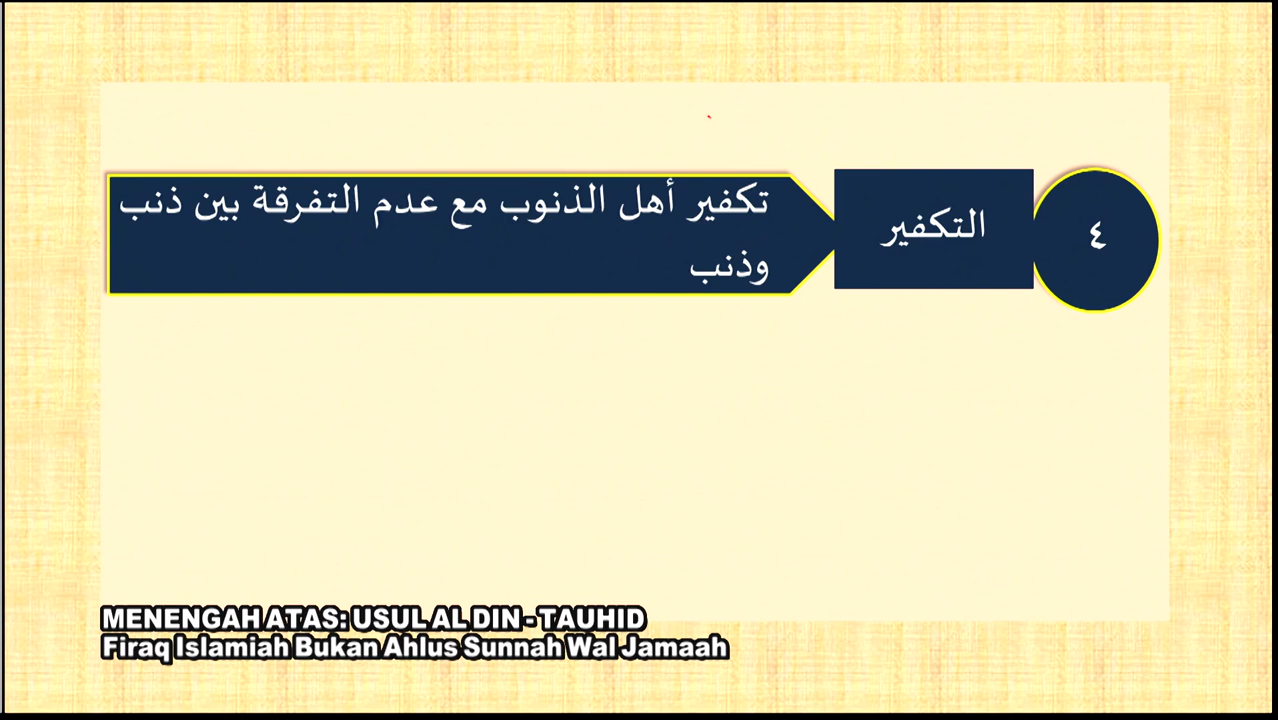 ٤
التكفير
تكفير أهل الذنوب مع عدم التفرقة بين ذنب
وذنب
MENENGAH ATAS: USUL AL DIN - TAUHID
Firaq Islamiah Bukan Ahlus Sunnah Wal Jamaah